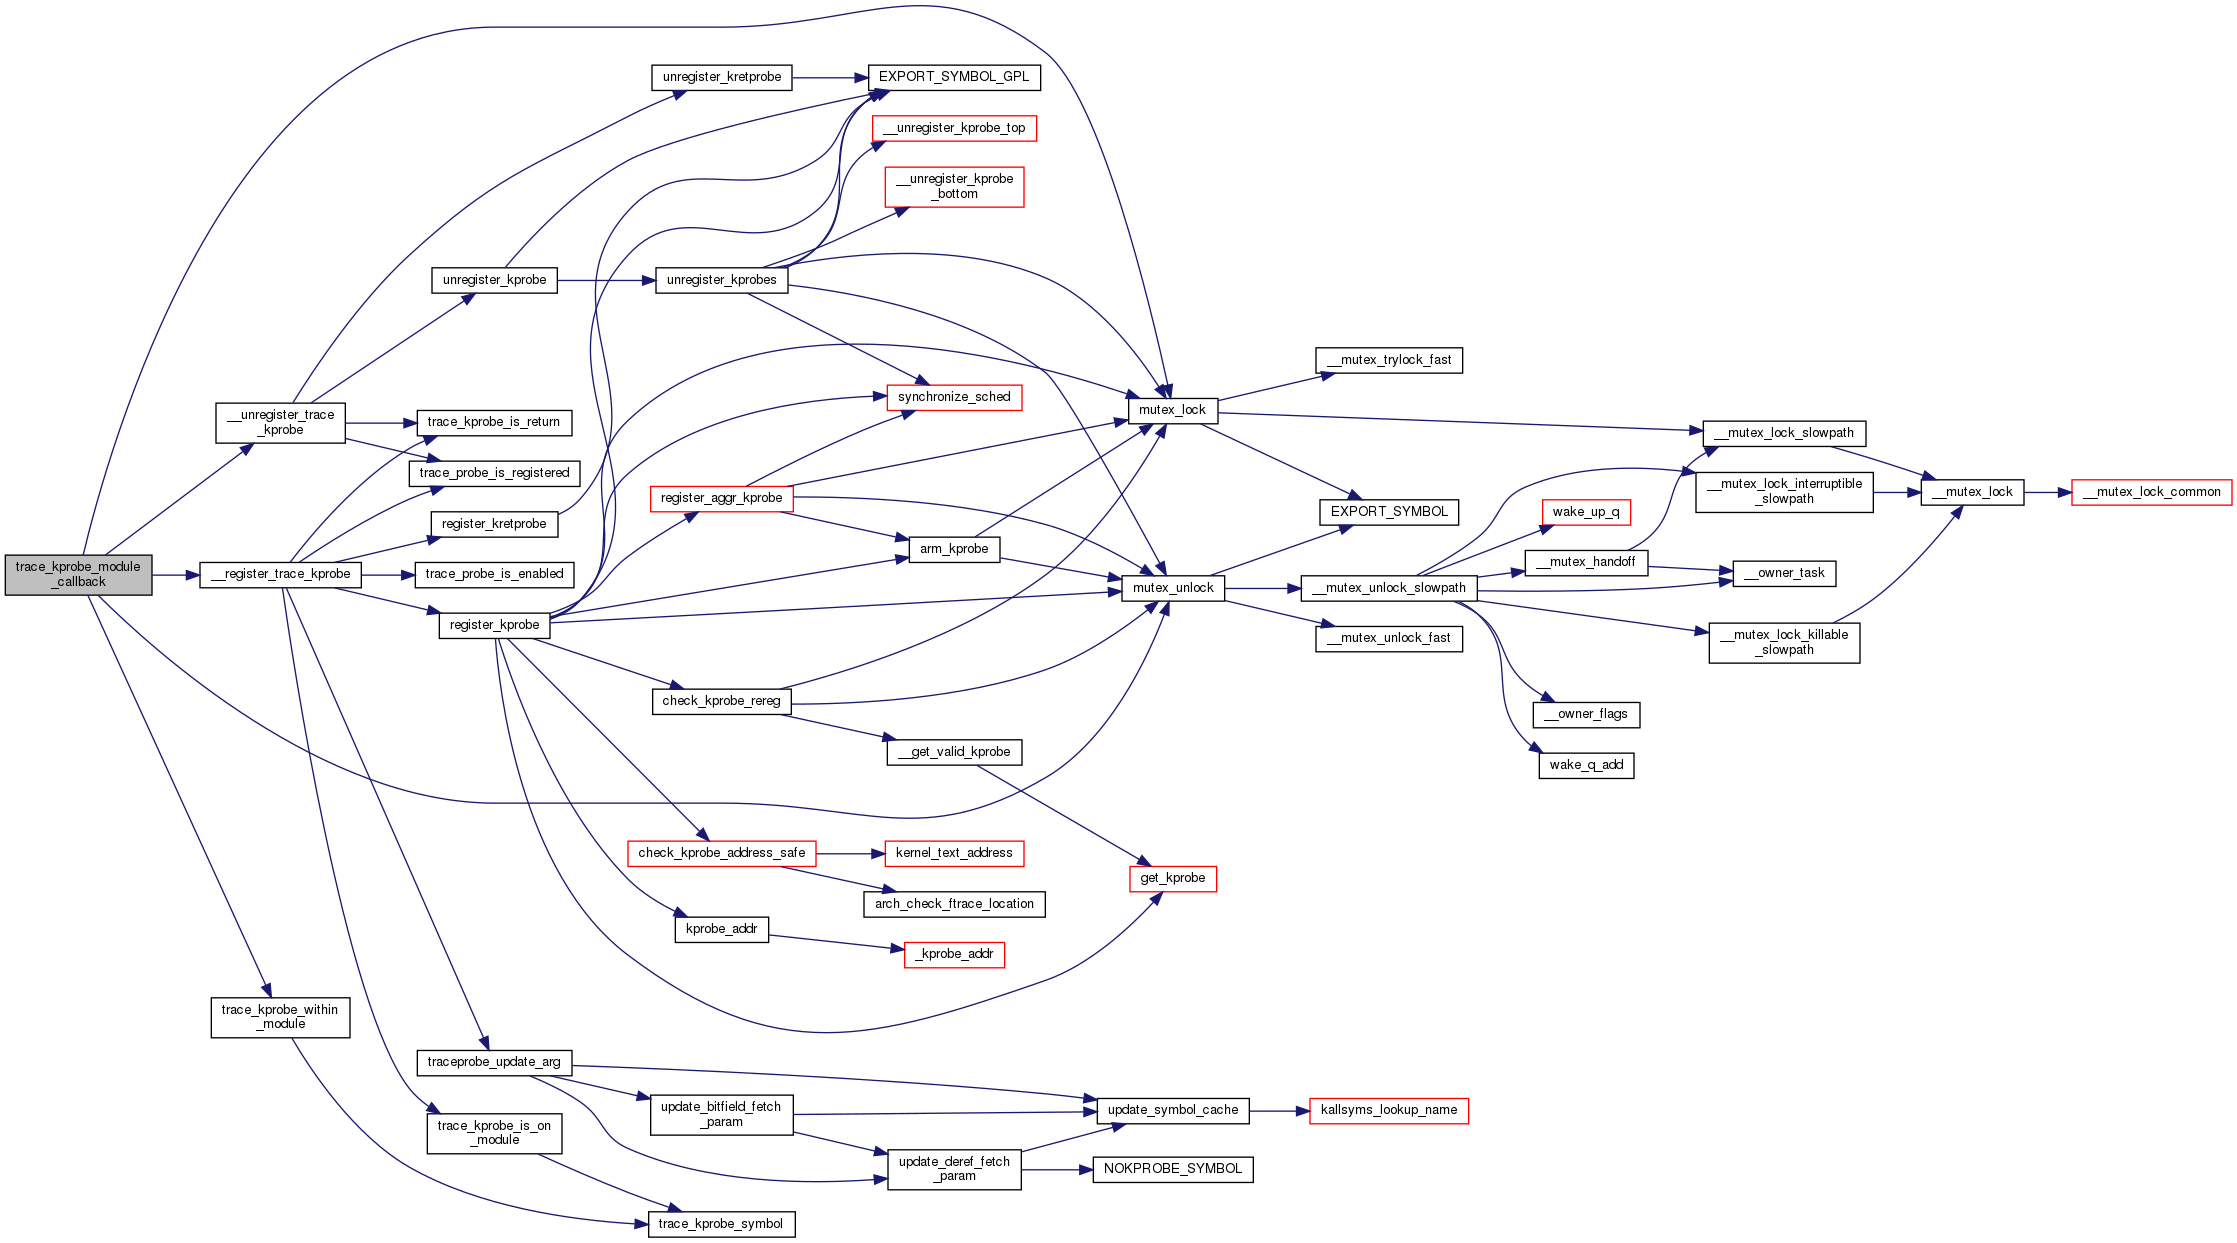 trace_kprobe_module
_callback
__unregister_trace
_kprobe
__register_trace_kprobe
trace_kprobe_within
_module
unregister_kprobe
trace_kprobe_is_return
trace_probe_is_registered
register_kretprobe
trace_probe_is_enabled
register_kprobe
traceprobe_update_arg
trace_kprobe_is_on
_module
unregister_kretprobe
unregister_kprobes
register_aggr_kprobe
check_kprobe_rereg
check_kprobe_address_safe
kprobe_addr
update_bitfield_fetch
_param
trace_kprobe_symbol
EXPORT_SYMBOL_GPL
__unregister_kprobe_top
__unregister_kprobe
_bottom
synchronize_sched
arm_kprobe
__get_valid_kprobe
kernel_text_address
arch_check_ftrace_location
_kprobe_addr
update_deref_fetch
_param
mutex_lock
mutex_unlock
get_kprobe
update_symbol_cache
NOKPROBE_SYMBOL
__mutex_trylock_fast
EXPORT_SYMBOL
__mutex_unlock_slowpath
__mutex_unlock_fast
kallsyms_lookup_name
wake_up_q
__mutex_handoff
__owner_flags
wake_q_add
__mutex_lock_slowpath
__mutex_lock_interruptible
_slowpath
__owner_task
__mutex_lock_killable
_slowpath
__mutex_lock
__mutex_lock_common